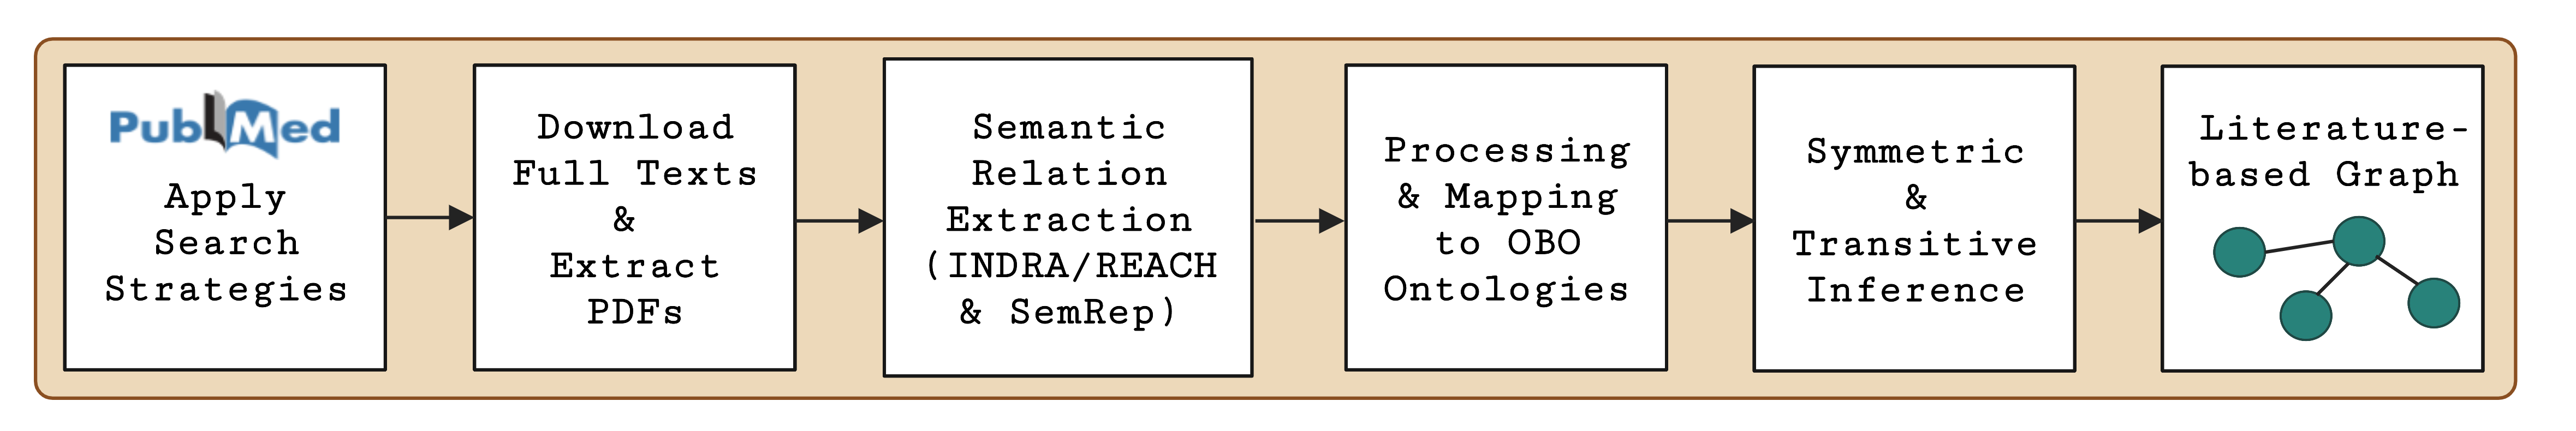 PubMed
Apply
Search
Strategies
Download
Full Texts
&
Extract
PDFs
Semantic
Relation
Extraction
(INDRA/REACH
& SemRep)
Processing
& Mapping
to OBO
Ontologies
Symmetric
&
Transitive
Inference
Literature-
based Graph